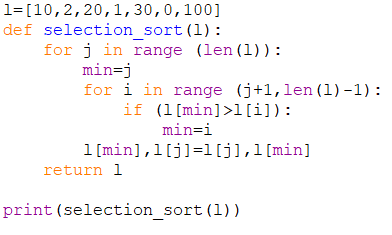 l=[10,2,20,1,30,0,100]
def selection_sort(l):
    for j in range (len(l)):
        min=j
        for i in range (j+1,len(l)-1):
            if (l[min]>l[i]):
                min=i
        l[min],l[j]=l[j],l[min]
    return l

print(selection_sort(l))